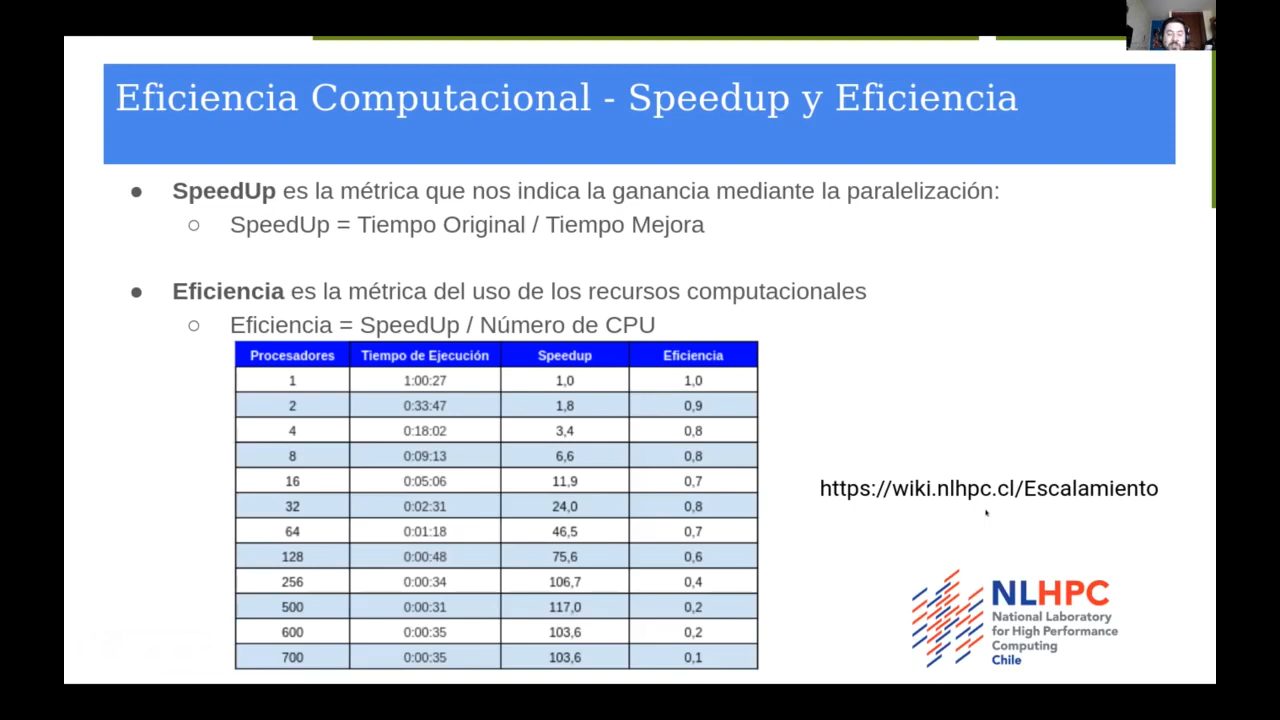 Eficiencia Computacional - Speedup y Eficiencia
● SpeedUp es la métrica que nos indica la ganancia mediante la paralelización:
○ SpeedUp = Tiempo Original / Tiempo Mejora
● Eficiencia es la métrica del uso de los recursos computacionales
○ Eficiencia = SpeedUp / Número de CPU
Procesadores Tiempo de Ejecución Speedup Eficiencia
1 1:00:27 1,0 1,0
2 0:33:47 1,8 0,9
4 0:18:02 3,4 0,8
8 0:09:13 6,6 0,8
16 0:05:06 11,9 0,7
32 0:02:31 24,0 0,8
64 0:01:18 46,5 0,7
128 0:00:48 75,6 0,6
256 0:00:34 106,7 0,4
500 0:00:31 117,0 0,2
600 0:00:35 103,6 0,2
700 0:00:35 103,6 0,1
https://wiki.nlhpc.cl/Escalamiento
NLHPC
National Laboratory
for High Performance
Computing
Chile